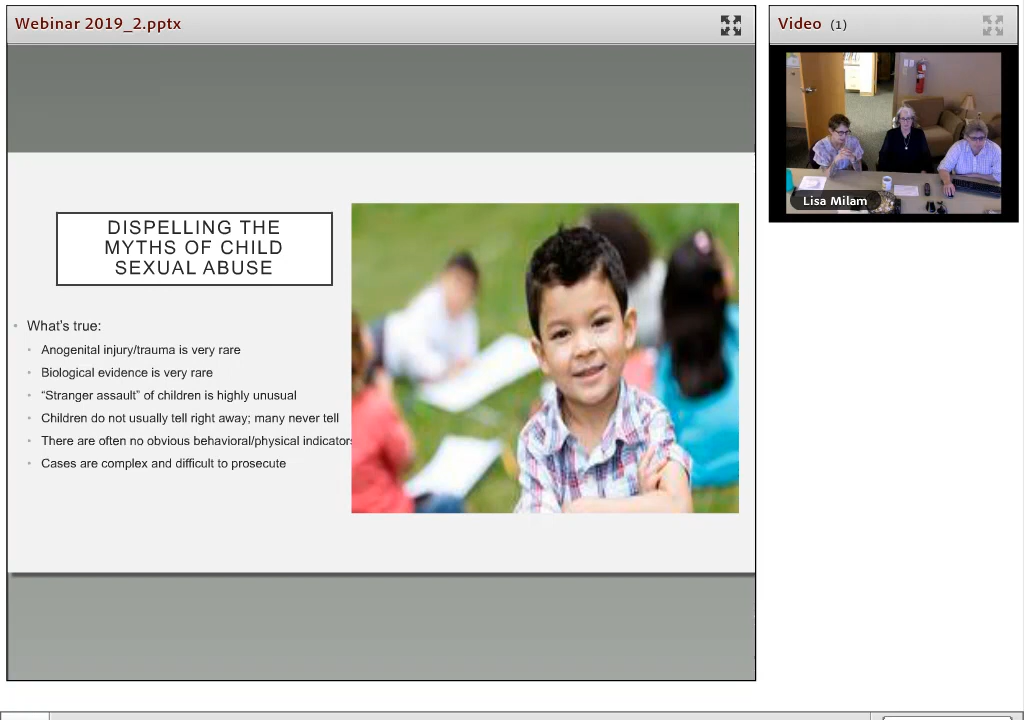 Webinar 2019_2.pptx
Video (1)
Lisa Milam
DISPELLING THE
MYTHS OF CHILD
SEXUAL ABUSE
What's true:
Anogenital injury/trauma is very rare
Biological evidence is very rare
“Stranger assault” of children is highly unusual
Children do not usually tell right away; many never tell
There are often no obvious behavioral/physical indicators
Cases are complex and difficult to prosecute